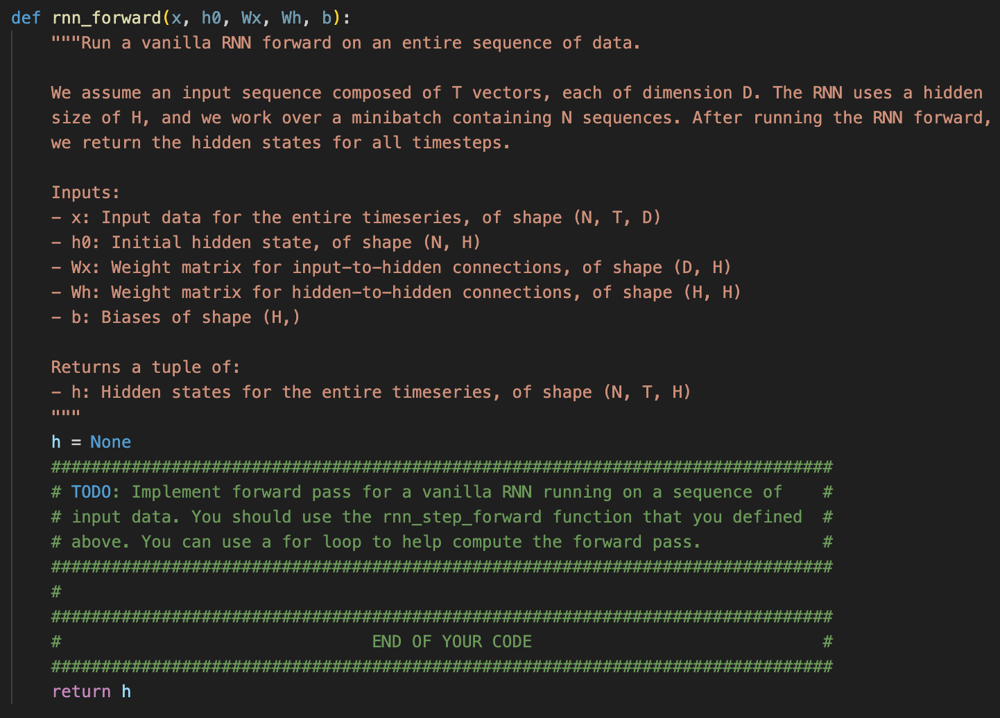 def rnn_forward(x, h0, Wx, Wh, b):
    """Run a vanilla RNN forward on an entire sequence of data.

    We assume an input sequence composed of T vectors, each of dimension D. The RNN uses a hidden
    size of H, and we work over a minibatch containing N sequences. After running the RNN forward,
    we return the hidden states for all timesteps.

    Inputs:
    - x: Input data for the entire timeseries, of shape (N, T, D)
    - h0: Initial hidden state, of shape (N, H)
    - Wx: Weight matrix for input-to-hidden connections, of shape (D, H)
    - Wh: Weight matrix for hidden-to-hidden connections, of shape (H, H)
    - b: Biases of shape (H,)

    Returns a tuple of:
    - h: Hidden states for the entire timeseries, of shape (N, T, H)
    """
    h = None
    ##############################################################################
    # TODO: Implement forward pass for a vanilla RNN running on a sequence of    #
    # input data. You should use the rnn_step_forward function that you defined  #
    # above. You can use a for loop to help compute the forward pass.            #
    ##############################################################################
    #
    ##############################################################################
    #                               END OF YOUR CODE                             #
    ##############################################################################
    return h